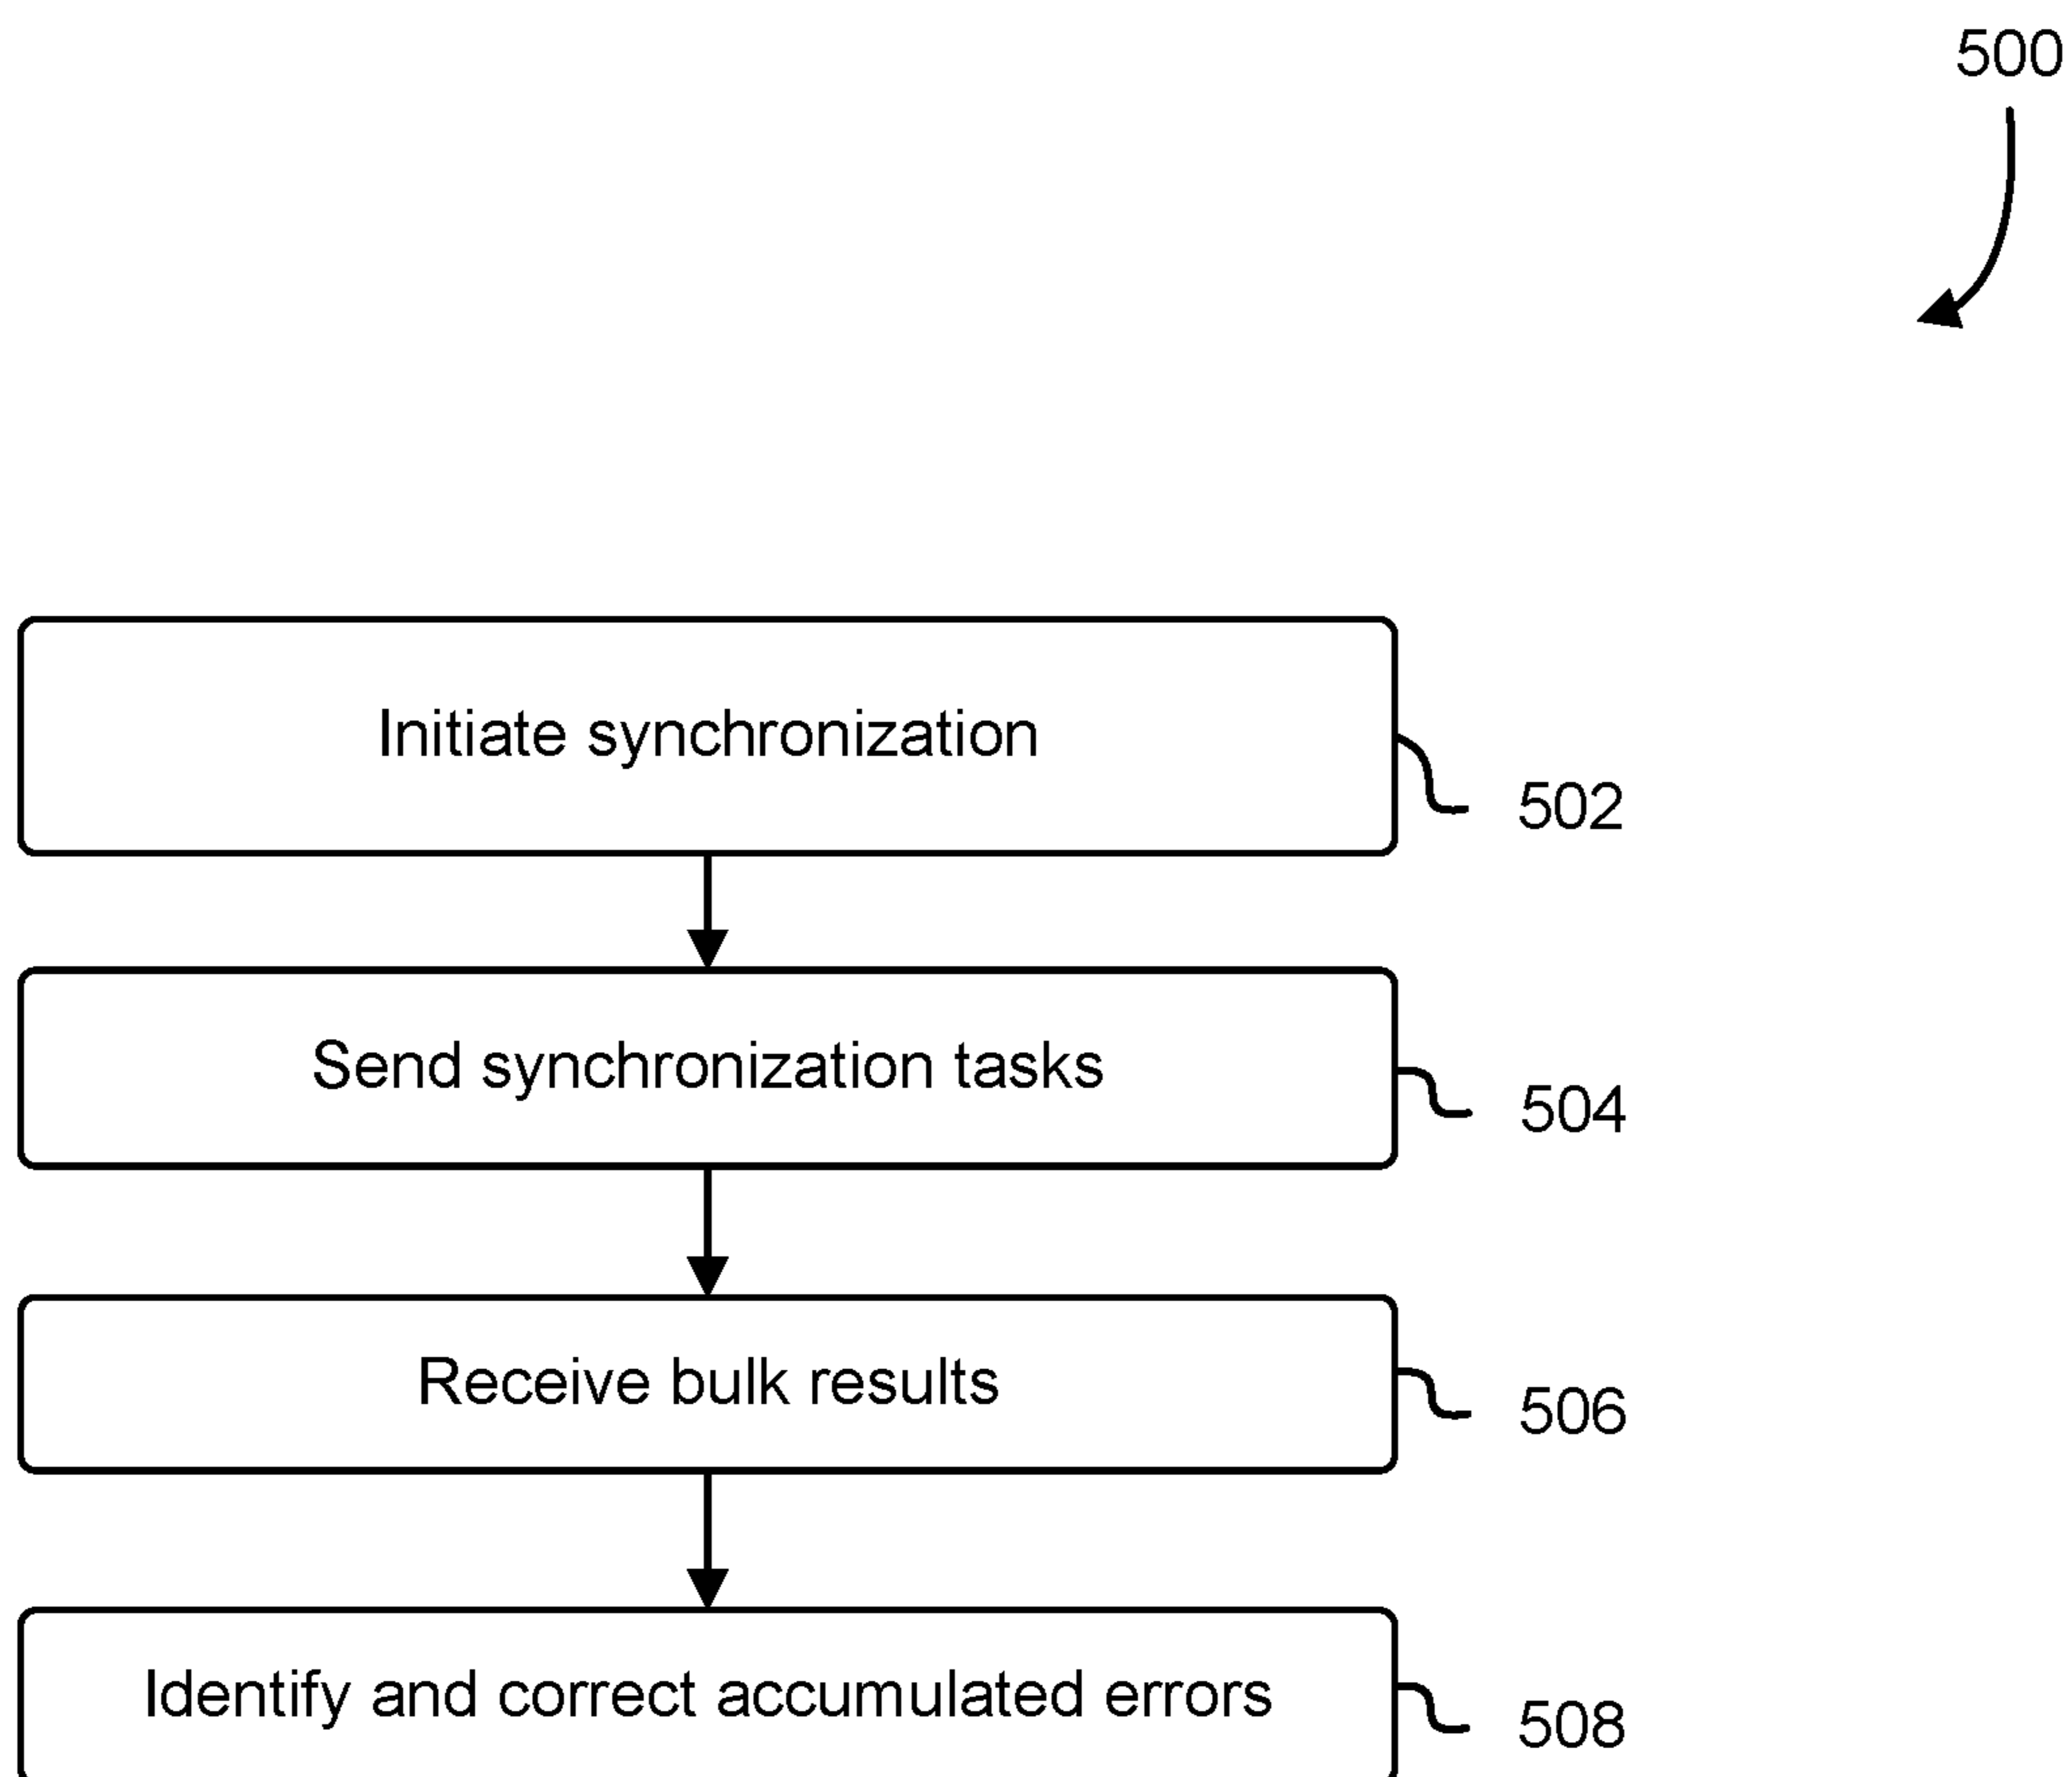 500
Initiate synchronization
502
Send synchronization tasks
504
Receive bulk results
506
Identify and correct accumulated errors
508